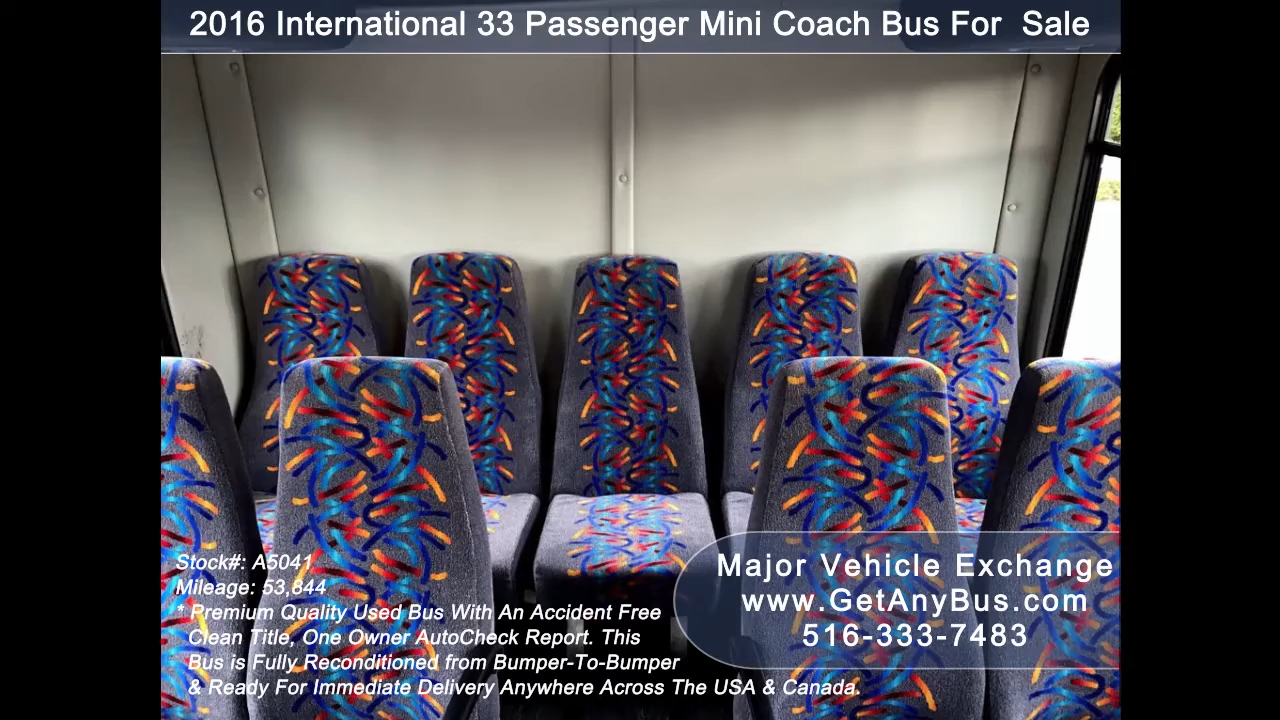 2016 International 33 Passenger Mini Coach Bus For Sale
Stock#: A5041
Mileage: 53,844
* Premium Quality Used Bus With An Accident Free
Clean Title, One Owner AutoCheck Report. This
Bus is Fully Reconditioned from Bumper-To-Bumper
& Ready For Immediate Delivery Anywhere Across The USA & Canada.
Major Vehicle Exchange
www.GetAnyBus.com
516-333-7483